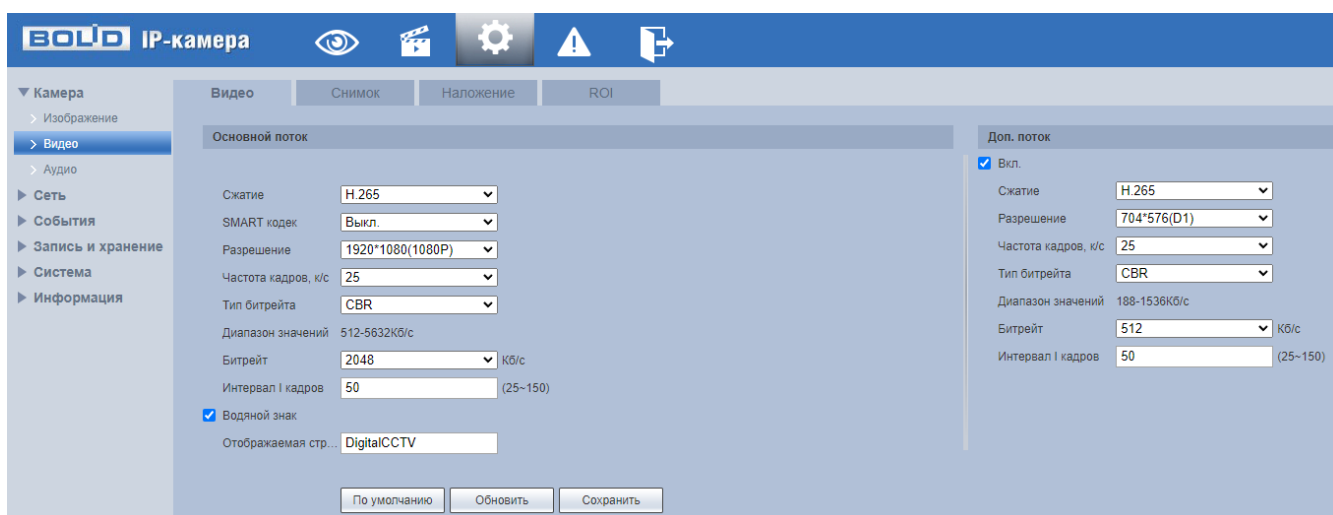 BOLID IP-камера
Камера
Изображение
Видео
Аудио
Сеть
События
Запись и хранение
Система
Информация
Видео Снимок Наложение ROI
Основной поток
Сжатие H.265
SMART кодек Выкл.
Разрешение 1920*1080(1080P)
Частота кадров, к/с 25
Тип битрейта CBR
Диапазон значений 512-5632Кб/с
Битрейт 2048 Кб/с
Интервал I кадров 50 (25~150)
Водяной знак
Отображаемая стр... DigitalCCTV
По умолчанию Обновить Сохранить
Доп. поток
Вкл.
Сжатие H.265
Разрешение 704*576(D1)
Частота кадров, к/с 25
Тип битрейта CBR
Диапазон значений 188-1536Кб/с
Битрейт 512 Кб/с
Интервал I кадров 50 (25~150)